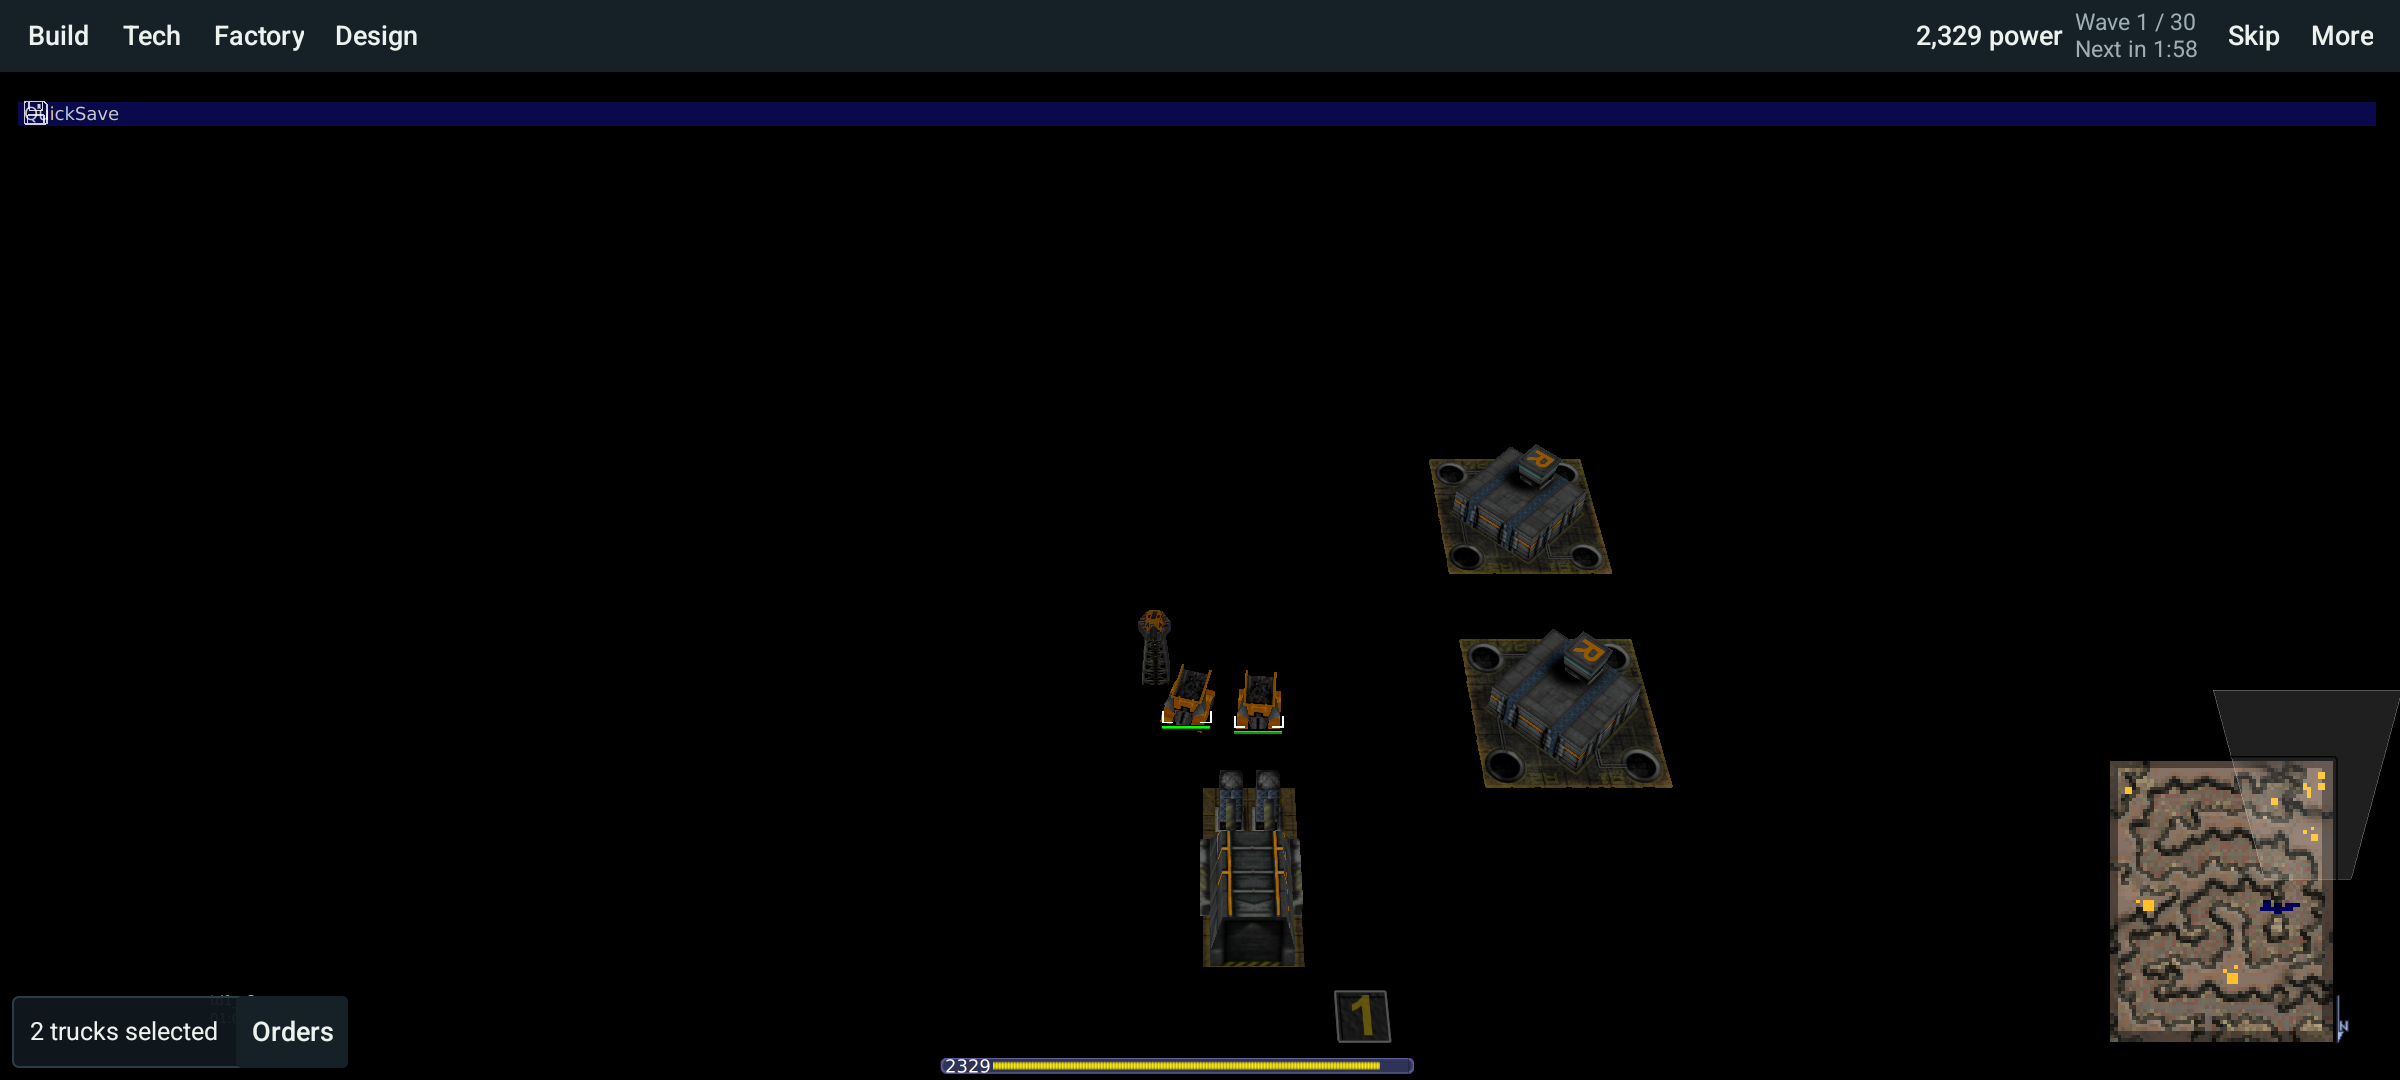 Build Tech Factory Design 2,329 power Wave 1 / 30 Skip More
Next in 1:58
QuickSave
R
R
1
2 trucks selected Orders
2329
N